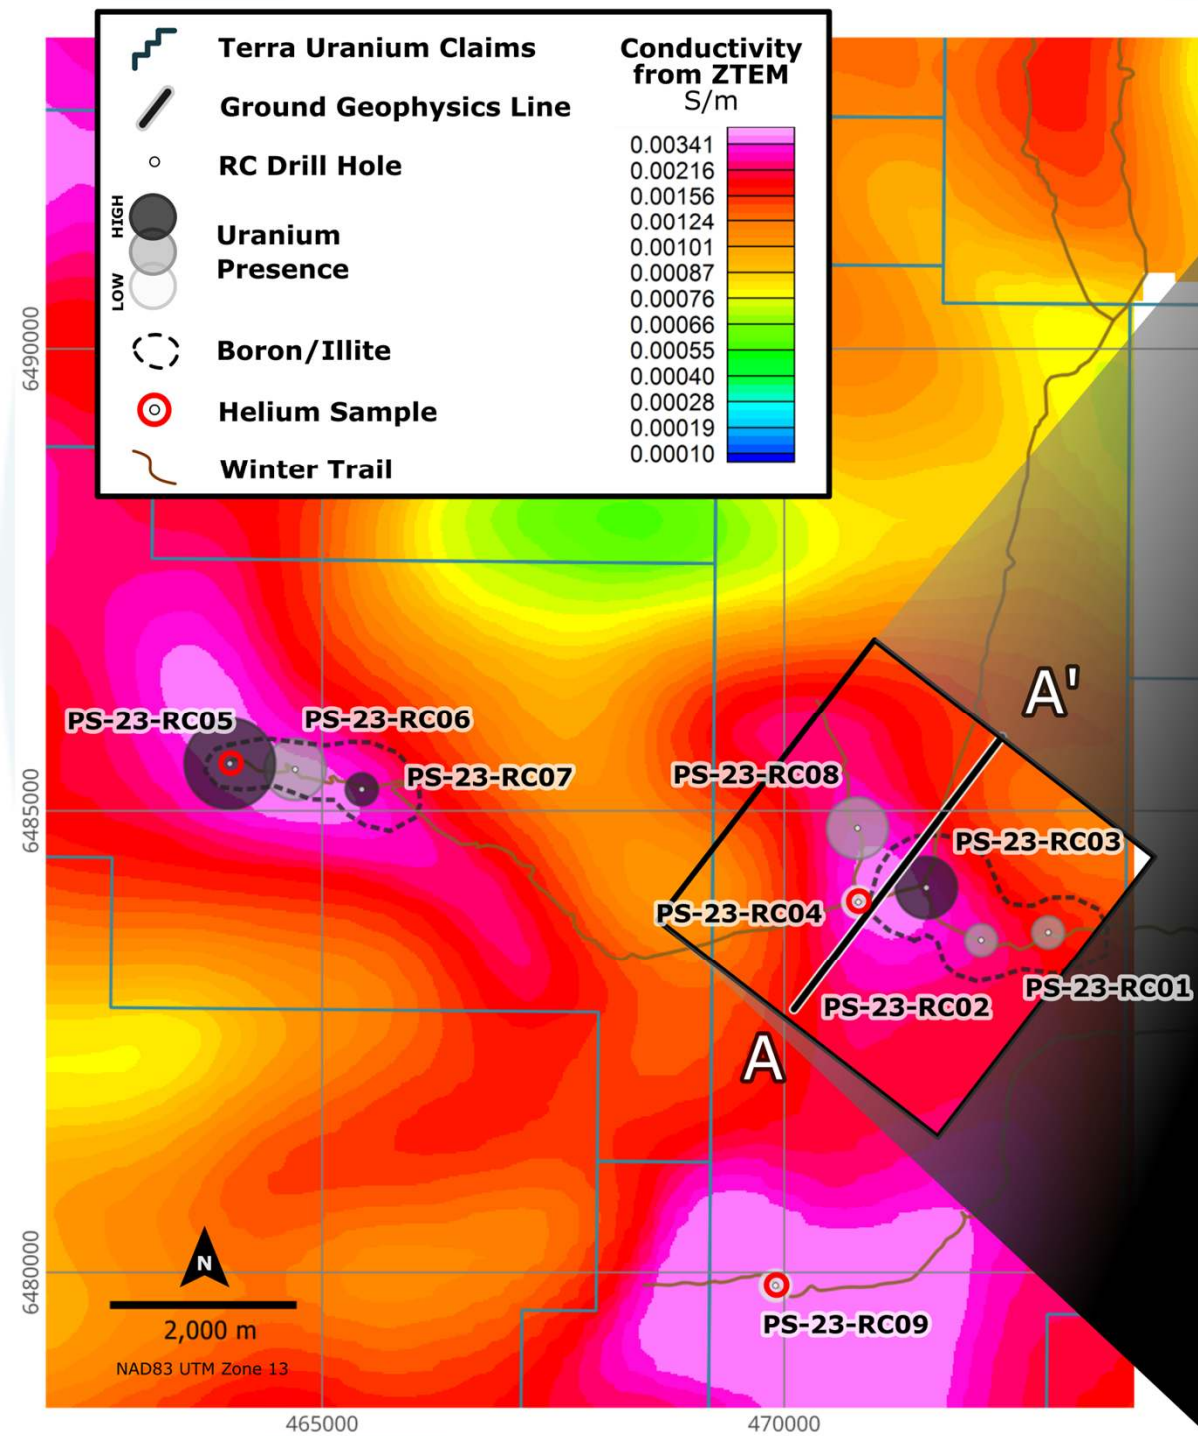 Terra Uranium Claims
Ground Geophysics Line
RC Drill Hole
HIGH
LOW
Uranium
Presence
Boron/Illite
Helium Sample
Winter Trail
Conductivity
from ZTEM
S/m
0.00341
0.00216
0.00156
0.00124
0.00101
0.00087
0.00076
0.00066
0.00055
0.00040
0.00028
0.00019
0.00010
6490000
A'
PS-23-RC05
PS-23-RC06
PS-23-RC07
PS-23-RC08
6485000
PS-23-RC03
PS-23-RC04
PS-23-RC01
PS-23-RC02
A
6480000
N
2,000 m
NAD83 UTM Zone 13
PS-23-RC09
465000
470000